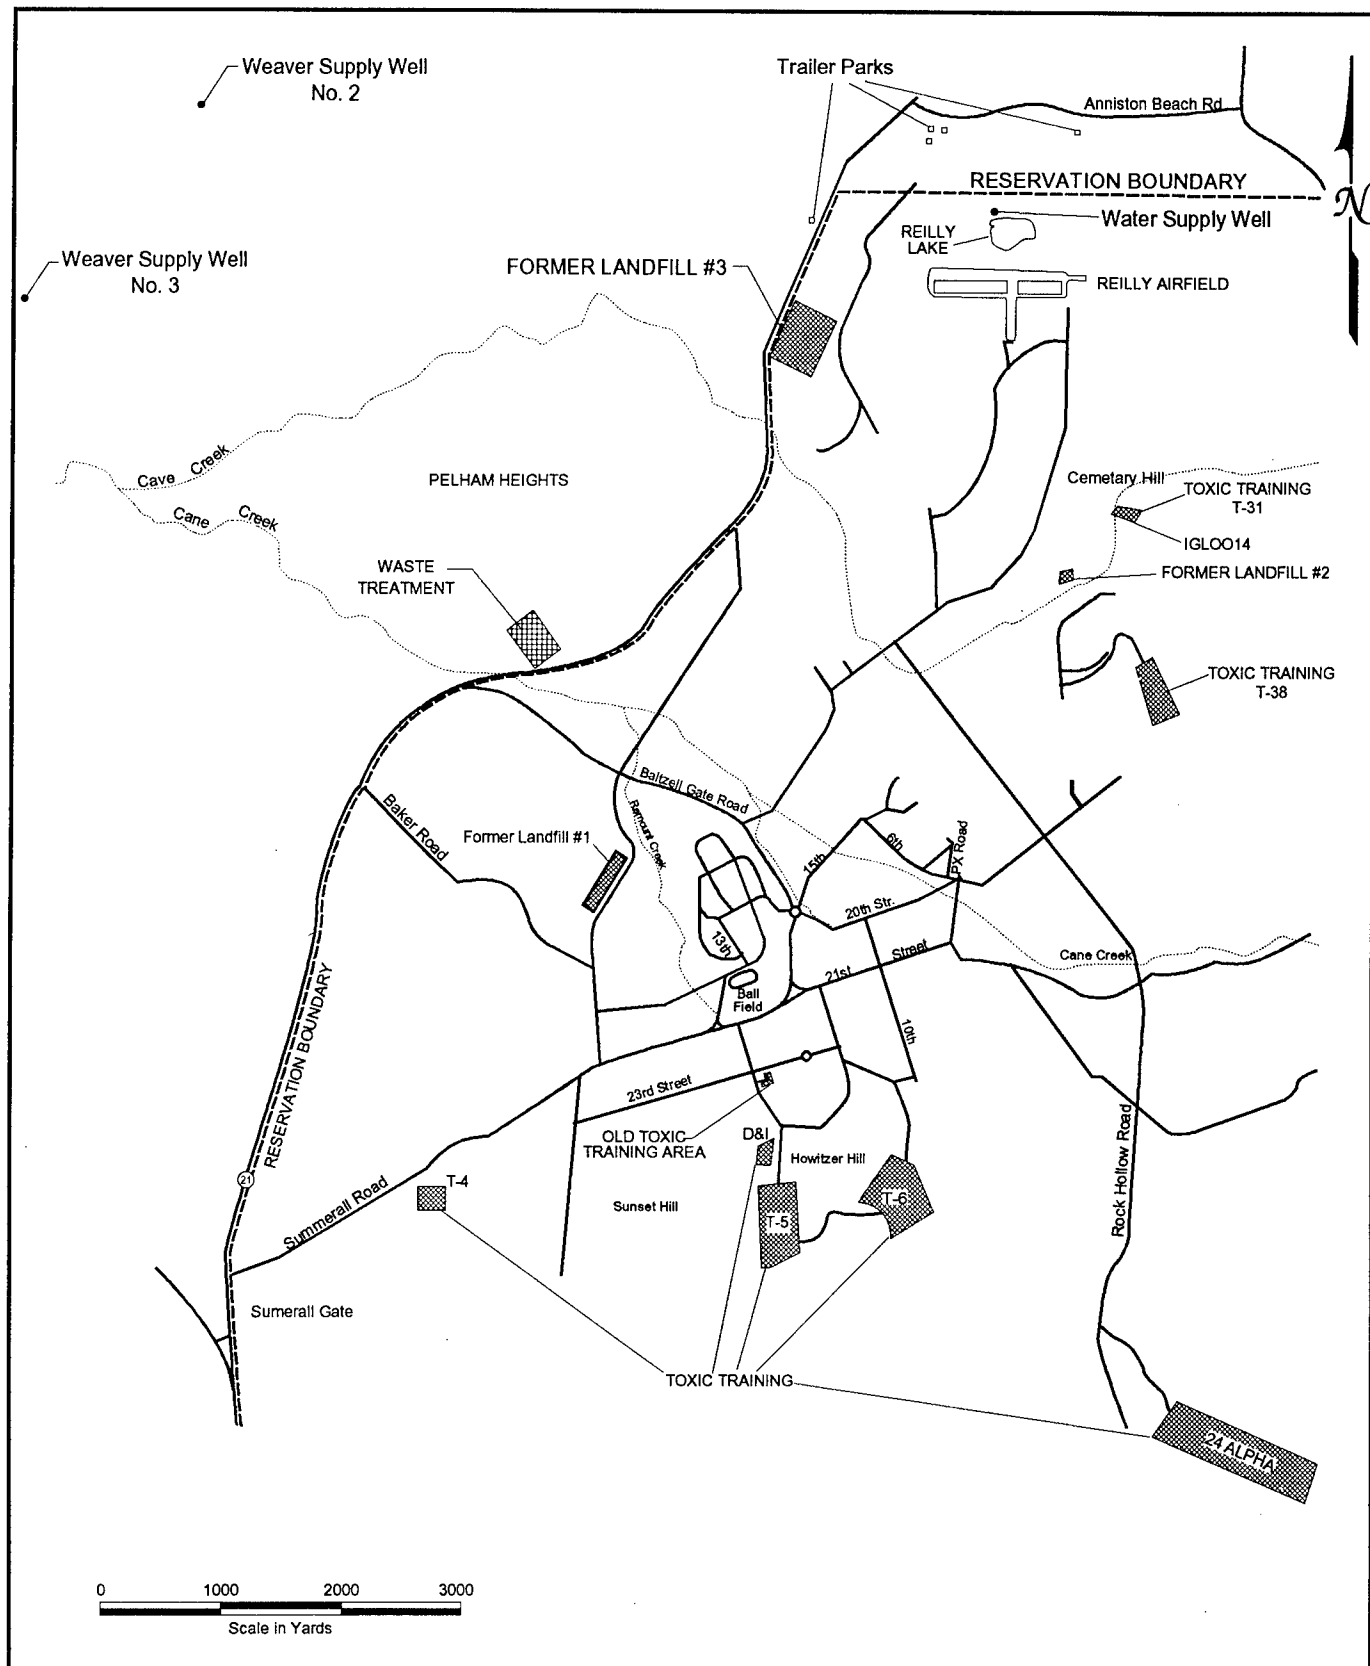 Weaver Supply Well
No. 2
Trailer Parks
Anniston Beach Rd
RESERVATION BOUNDARY
N
Water Supply Well
REILLY
LAKE
Weaver Supply Well
No. 3
FORMER LANDFILL #3
REILLY AIRFIELD
Cave Creek
PELHAM HEIGHTS
Cemetary Hill
TOXIC TRAINING
T-31
Cane Creek
IGLOO14
WASTE
TREATMENT
FORMER LANDFILL #2
TOXIC TRAINING
T-38
Baltzell Gate Road
Baker Road
Remount Creek
Former Landfill #1
15th
6th
PX Road
20th Str.
13th
21st Street
Cane Creek
Ball
Field
10th
RESERVATION BOUNDARY
23rd Street
OLD TOXIC
TRAINING AREA
D&I
Howitzer Hill
Rock Hollow Road
21
T-4
Summerall Road
Sunset Hill
T-5
T-6
Sumerall Gate
TOXIC TRAINING
24 ALPHA
0 1000 2000 3000
Scale in Yards